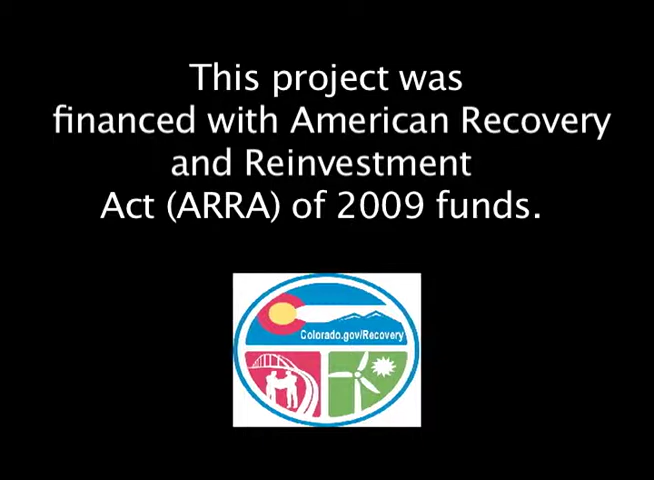 This project was
financed with American Recovery
and Reinvestment
Act (ARRA) of 2009 funds.
Colorado.gov/Recovery